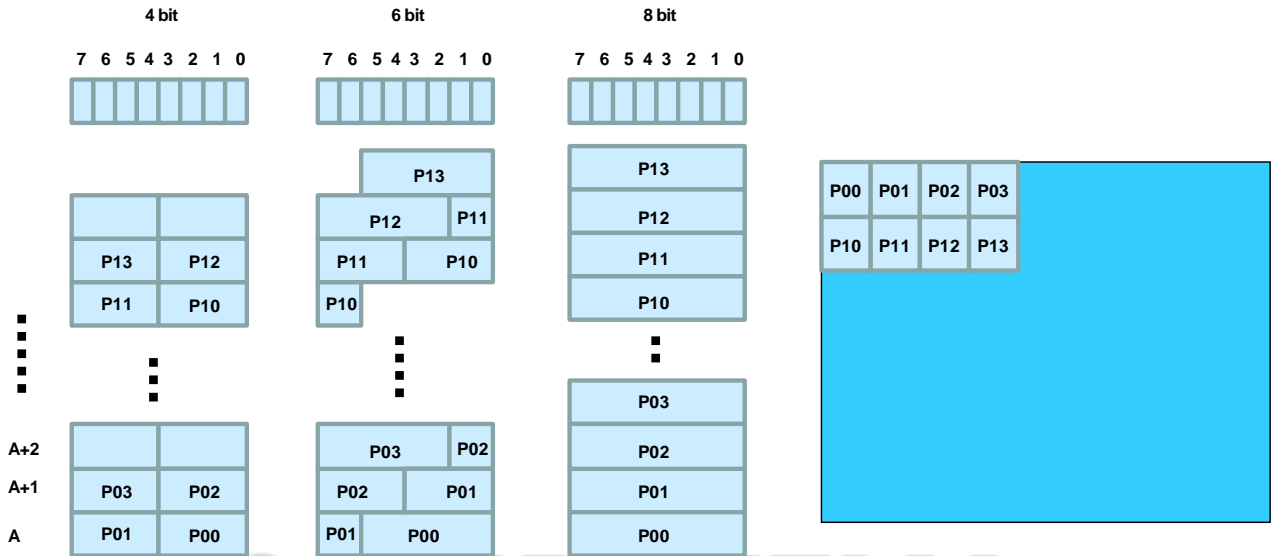 4 bit 6 bit 8 bit
7 6 5 4 3 2 1 0 7 6 5 4 3 2 1 0 7 6 5 4 3 2 1 0
P13 P13
P12 P11 P12
P13 P12 P11 P10 P11
P11 P10 P10 P10
P03
A+2 P03 P02 P02
A+1 P03 P02 P02 P01 P01
A P01 P00 P01 P00 P00
P00 P01 P02 P03
P10 P11 P12 P13